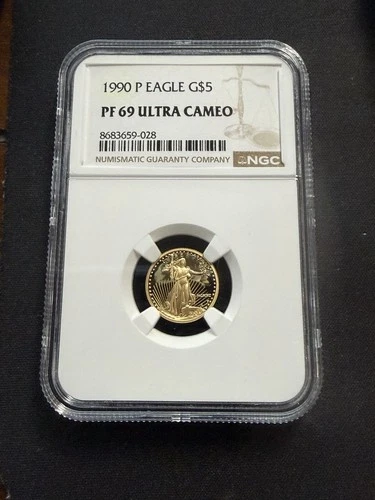 1990 P EAGLE G$5
PF 69 ULTRA CAMEO
8683659-028
NUMISMATIC GUARANTY COMPANY NGC